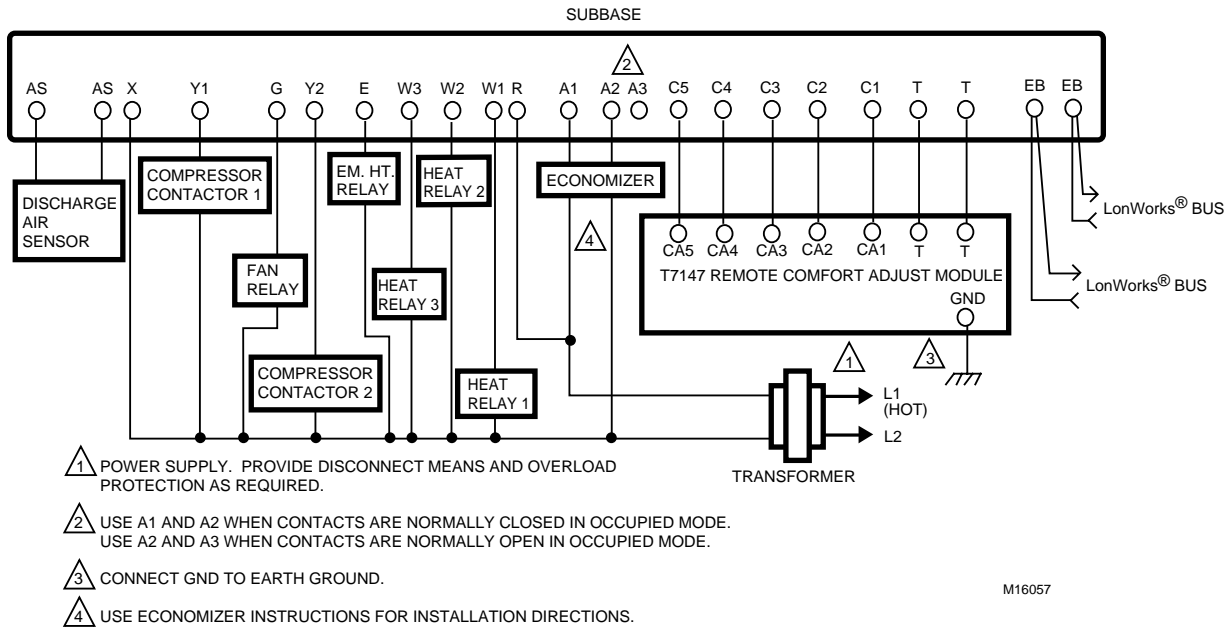 SUBBASE
2
AS AS X Y1 G Y2 E W3 W2 W1 R A1 A2 A3 C5 C4 C3 C2 C1 T T EB EB
DISCHARGE
AIR
SENSOR
COMPRESSOR
CONTACTOR 1
FAN
RELAY
COMPRESSOR
CONTACTOR 2
EM. HT.
RELAY
HEAT
RELAY 3
HEAT
RELAY 2
HEAT
RELAY 1
ECONOMIZER
4
CA5 CA4 CA3 CA2 CA1 T T
T7147 REMOTE COMFORT ADJUST MODULE
GND
LonWorks® BUS
LonWorks® BUS
1
3
L1
(HOT)
L2
TRANSFORMER
1 POWER SUPPLY. PROVIDE DISCONNECT MEANS AND OVERLOAD
PROTECTION AS REQUIRED.
2 USE A1 AND A2 WHEN CONTACTS ARE NORMALLY CLOSED IN OCCUPIED MODE.
USE A2 AND A3 WHEN CONTACTS ARE NORMALLY OPEN IN OCCUPIED MODE.
3 CONNECT GND TO EARTH GROUND.
4 USE ECONOMIZER INSTRUCTIONS FOR INSTALLATION DIRECTIONS.
M16057